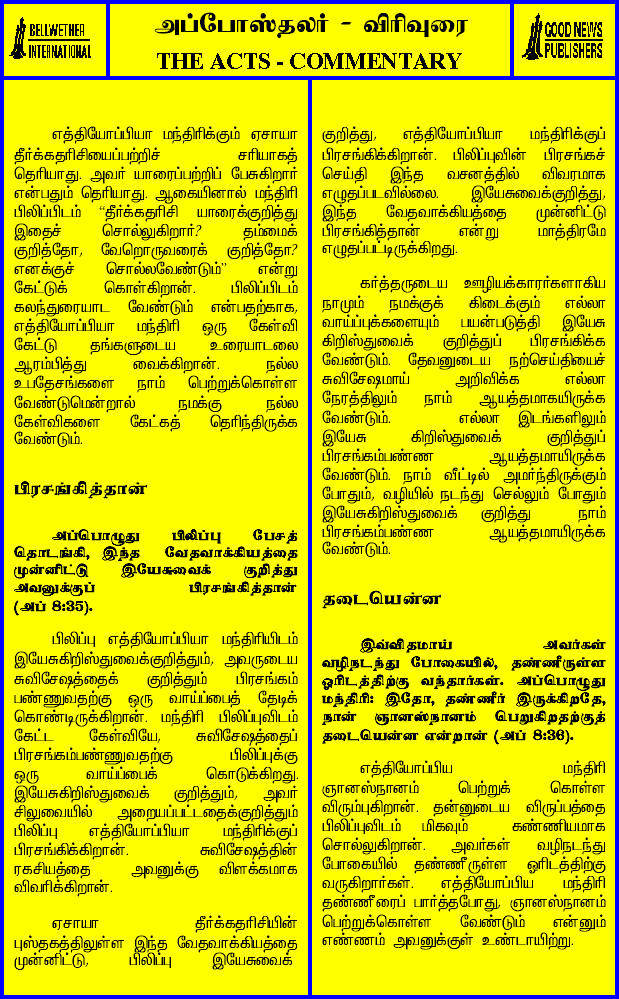 BELLWETHER
INTERNATIONAL
அப்போஸ்தலர் - விரிவுரை
THE ACTS - COMMENTARY
GOOD NEWS
PUBLISHERS
எத்தியோப்பியா மந்திரிக்கும் ஏசாயா
தீர்க்கதரிசியைப்பற்றிச் சரியாகத்
தெரியாது. அவர் யாரைப்பற்றிப் பேசுகிறார்
என்பதும் தெரியாது. ஆகையினால் மந்திரி
பிலிப்பிடம் “தீர்க்கதரிசி யாரைக்குறித்து
இதைச் சொல்லுகிறார்? தம்மைக்
குறித்தோ, வேறொருவரைக் குறித்தோ?
எனக்குச் சொல்லவேண்டும்” என்று
கேட்டுக் கொள்கிறான். பிலிப்பிடம்
கலந்துரையாட வேண்டும் என்பதற்காக,
எத்தியோப்பியா மந்திரி ஒரு கேள்வி
கேட்டு தங்களுடைய உரையாடலை
ஆரம்பித்து வைக்கிறான். நல்ல
உபதேசங்களை நாம் பெற்றுக்கொள்ள
வேண்டுமென்றால் நமக்கு நல்ல
கேள்விகளை கேட்கத் தெரிந்திருக்க
வேண்டும்.
பிரசங்கித்தான்
அப்பொழுது பிலிப்பு பேசத்
தொடங்கி, இந்த வேதவாக்கியத்தை
முன்னிட்டு இயேசுவைக் குறித்து
அவனுக்குப் பிரசங்கித்தான்
(அப் 8:35).
பிலிப்பு எத்தியோப்பியா மந்திரியிடம்
இயேசுகிறிஸ்துவைக்குறித்தும், அவருடைய
சுவிசேஷத்தைக் குறித்தும் பிரசங்கம்
பண்ணுவதற்கு ஒரு வாய்ப்பைத் தேடிக்
கொண்டிருக்கிறான். மந்திரி பிலிப்புவிடம்
கேட்ட கேள்வியே, சுவிசேஷத்தைப்
பிரசங்கம்பண்ணுவதற்கு பிலிப்புக்கு
ஒரு வாய்ப்பைக் கொடுக்கிறது.
இயேசுகிறிஸ்துவைக் குறித்தும், அவர்
சிலுவையில் அறையப்பட்டதைக்குறித்தும்
பிலிப்பு எத்தியோப்பியா மந்திரிக்குப்
பிரசங்கிக்கிறான். சுவிசேஷத்தின்
ரகசியத்தை அவனுக்கு விளக்கமாக
விவரிக்கிறான்.
ஏசாயா தீர்க்கதரிசியின்
புஸ்தகத்திலுள்ள இந்த வேதவாக்கியத்தை
முன்னிட்டு, பிலிப்பு இயேசுவைக்
குறித்து, எத்தியோப்பியா மந்திரிக்குப்
பிரசங்கிக்கிறான். பிலிப்புவின் பிரசங்கச்
செய்தி இந்த வசனத்தில் விவரமாக
எழுதப்படவில்லை. இயேசுவைக்குறித்து,
இந்த வேதவாக்கியத்தை முன்னிட்டு
பிரசங்கித்தான் என்று மாத்திரமே
எழுதப்பட்டிருக்கிறது.
கர்த்தருடைய ஊழியக்காரர்களாகிய
நாமும் நமக்குக் கிடைக்கும் எல்லா
வாய்ப்புக்களையும் பயன்படுத்தி இயேசு
கிறிஸ்துவைக் குறித்துப் பிரசங்கிக்க
வேண்டும். தேவனுடைய நற்செய்தியைச்
சுவிசேஷமாய் அறிவிக்க எல்லா
நேரத்திலும் நாம் ஆயத்தமாகயிருக்க
வேண்டும். எல்லா இடங்களிலும்
இயேசு கிறிஸ்துவைக் குறித்துப்
பிரசங்கம்பண்ண ஆயத்தமாயிருக்க
வேண்டும். நாம் வீட்டில் அமர்ந்திருக்கும்
போதும், வழியில் நடந்து செல்லும் போதும்
இயேசுகிறிஸ்துவைக் குறித்து நாம்
பிரசங்கம்பண்ண ஆயத்தமாயிருக்க
வேண்டும்.
தடையென்ன
இவ்விதமாய் அவர்கள்
வழிநடந்து போகையில், தண்ணீருள்ள
ஓரிடத்திற்கு வந்தார்கள். அப்பொழுது
மந்திரி: இதோ, தண்ணீர் இருக்கிறதே,
நான் ஞானஸ்நானம் பெறுகிறதற்குத்
தடையென்ன என்றான் (அப் 8:36).
எத்தியோப்பிய மந்திரி
ஞானஸ்நானம் பெற்றுக் கொள்ள
விரும்புகிறான். தன்னுடைய விருப்பத்தை
பிலிப்புவிடம் மிகவும் கண்ணியமாக
சொல்லுகிறான். அவர்கள் வழிநடந்து
போகையில் தண்ணீருள்ள ஓரிடத்திற்கு
வருகிறார்கள். எத்தியோப்பிய மந்திரி
தண்ணீரைப் பார்த்தபோது, ஞானஸ்நானம்
பெற்றுக்கொள்ள வேண்டும் என்னும்
எண்ணம் அவனுக்குள் உண்டாயிற்று.